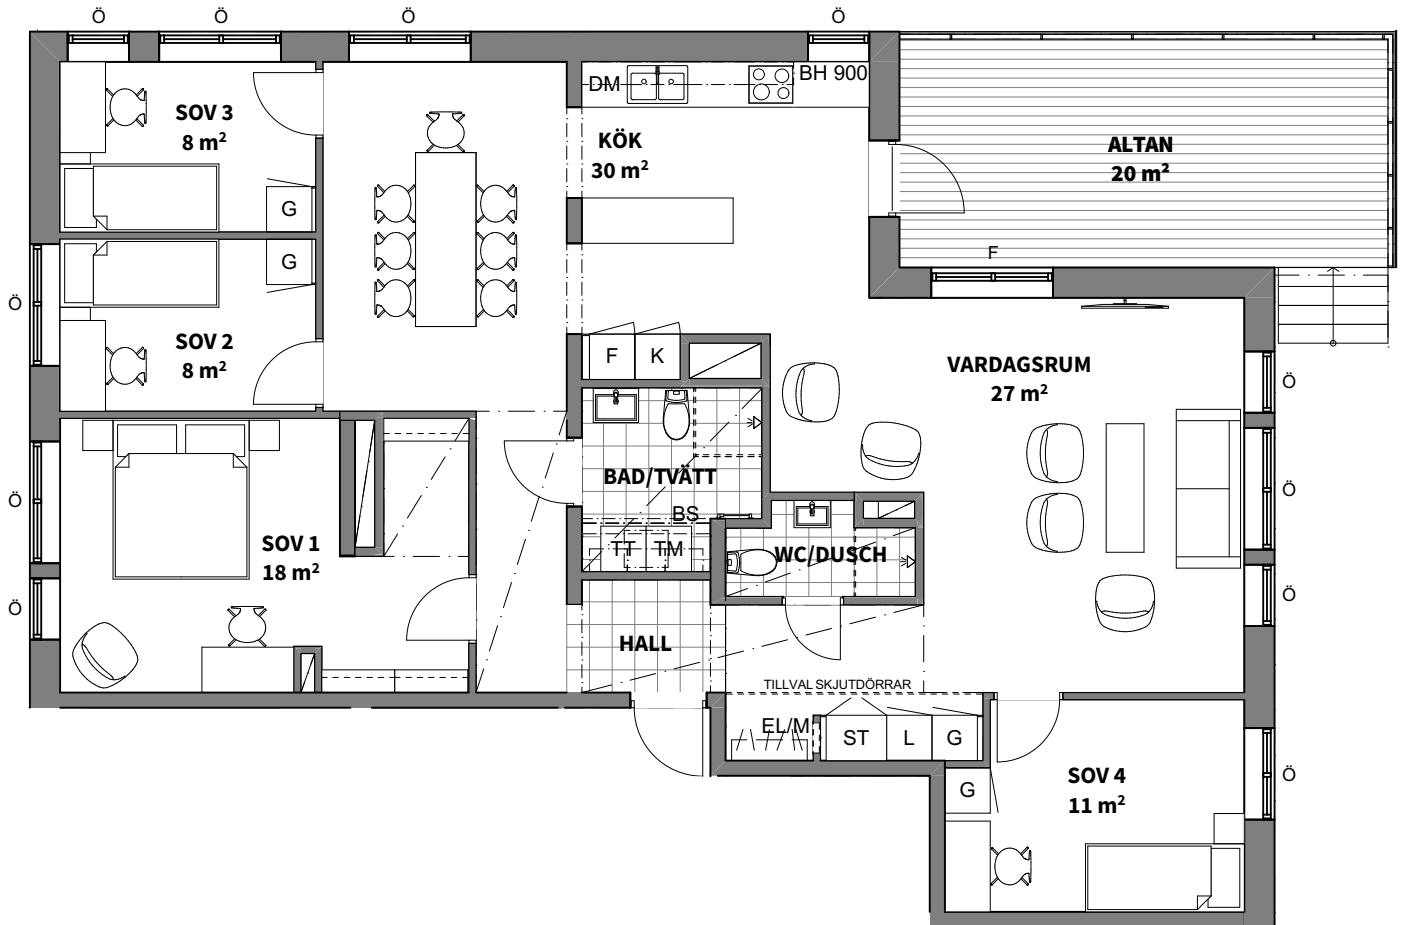 Ö
Ö
Ö
Ö
SOV 3
8 m²
G
DM
BH 900
KÖK
30 m²
ALTAN
20 m²
F
G
SOV 2
8 m²
Ö
F
K
VARDAGSRUM
27 m²
Ö
BAD/TVÄTT
BS
TT
TM
Ö
SOV 1
18 m²
Ö
WC/DUSCH
Ö
Ö
HALL
TILLVAL SKJUTDÖRRAR
EL/M
ST
L
G
G
SOV 4
11 m²
Ö